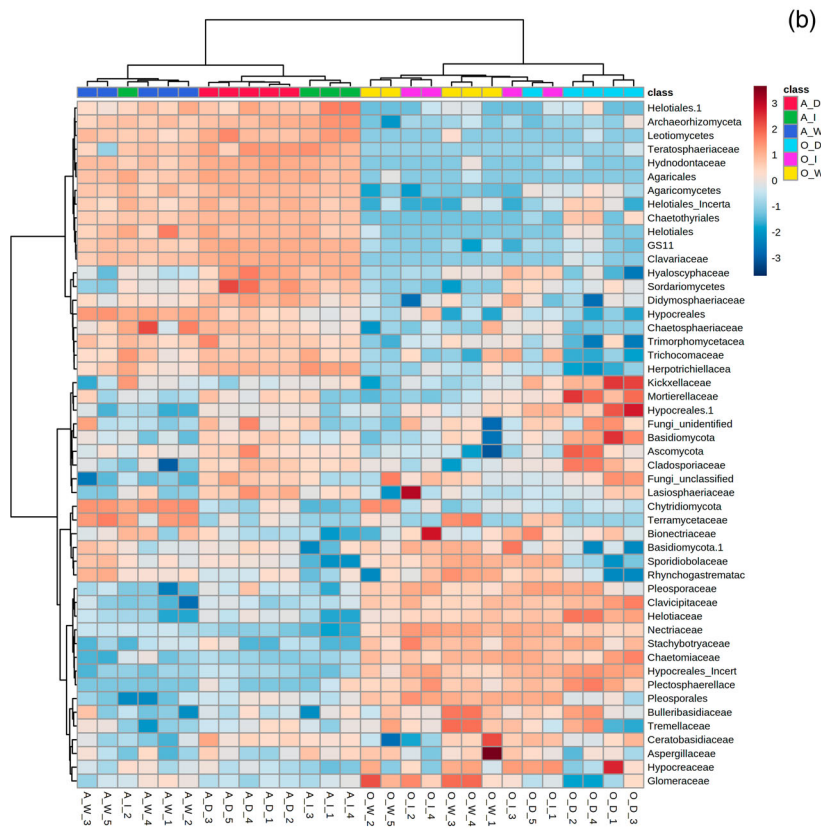 (b)
class
Helotiales.1
Archaeorhizomyceta
Leotiomycetes
Teratosphaeriaceae
Hydnodontaceae
Agaricales
Agaricomycetes
Helotiales_Incerta
Chaetothyriales
Helotiales
GS11
Clavariaceae
Hyaloscyphaceae
Sordariomycetes
Didymosphaeriaceae
Hypocreales
Chaetosphaeriaceae
Trimorphomycetacea
Trichocomaceae
Herpotrichiellacea
Kickxellaceae
Mortierellaceae
Hypocreales.1
Fungi_unidentified
Basidiomycota
Ascomycota
Cladosporiaceae
Fungi_unclassified
Lasiosphaeriaceae
Chytridiomycota
Terramycetaceae
Bionectriaceae
Basidiomycota.1
Sporidiobolaceae
Rhynchogastrematac
Pleosporaceae
Clavicipitaceae
Helotiaceae
Nectriaceae
Stachybotryaceae
Chaetomiaceae
Hypocreales_Incert
Plectosphaerellace
Pleosporales
Bulleribasidiaceae
Tremellaceae
Ceratobasidiaceae
Aspergillaceae
Hypocreaceae
Glomeraceae
3
2
1
0
-1
-2
-3
class
A_D
A_I
A_W
O_D
O_I
O_W
A_W_3
A_W_5
A_I_2
A_W_4
A_W_1
A_W_2
A_D_3
A_D_5
A_D_4
A_D_1
A_D_2
A_I_3
A_I_1
A_I_4
O_W_2
O_W_5
O_I_2
O_I_4
O_W_3
O_W_4
O_W_1
O_I_3
O_D_5
O_I_1
O_D_2
O_D_4
O_D_1
O_D_3